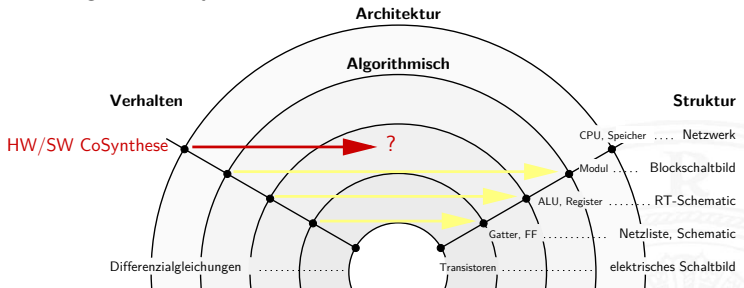 Architektur
Algorithmisch
Verhalten
Struktur
CPU, Speicher .... Netzwerk
HW/SW CoSynthese
?
Modul ..... Blockschaltbild
ALU, Register ........ RT-Schematic
Gatter, FF ............ Netzliste, Schematic
Differenzialgleichungen ................
Transistoren ................. elektrisches Schaltbild